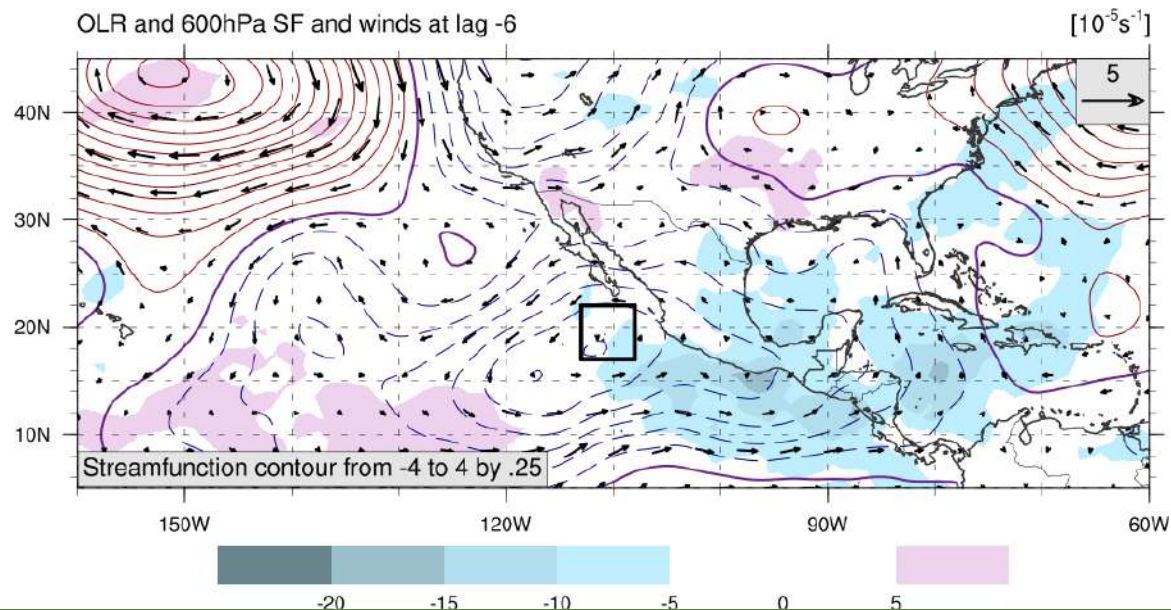 OLR and 600hPa SF and winds at lag -6 [10⁻⁵s⁻¹]
5
40N
30N
20N
10N
Streamfunction contour from -4 to 4 by .25
150W 120W 90W 60W
-20 -15 -10 -5 0 5